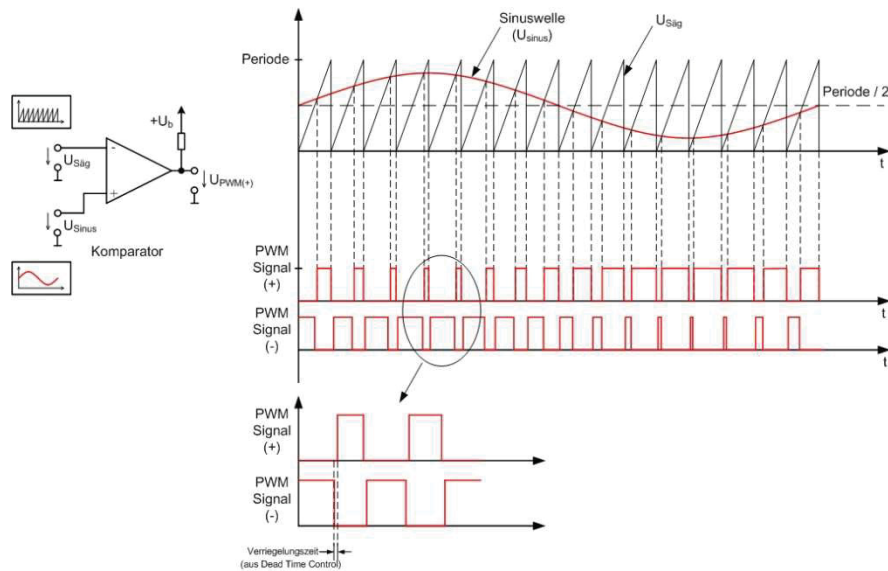 Sinuswelle
(Usinus)
USäg
Periode
Periode / 2
t
+Ub
-
USäg
UPWM(+)
+
USinus
Komparator
PWM
Signal
(+)
t
PWM
Signal
(-)
t
PWM
Signal
(+)
PWM
Signal
(-)
Verriegelungszeit
(aus Dead Time Control)